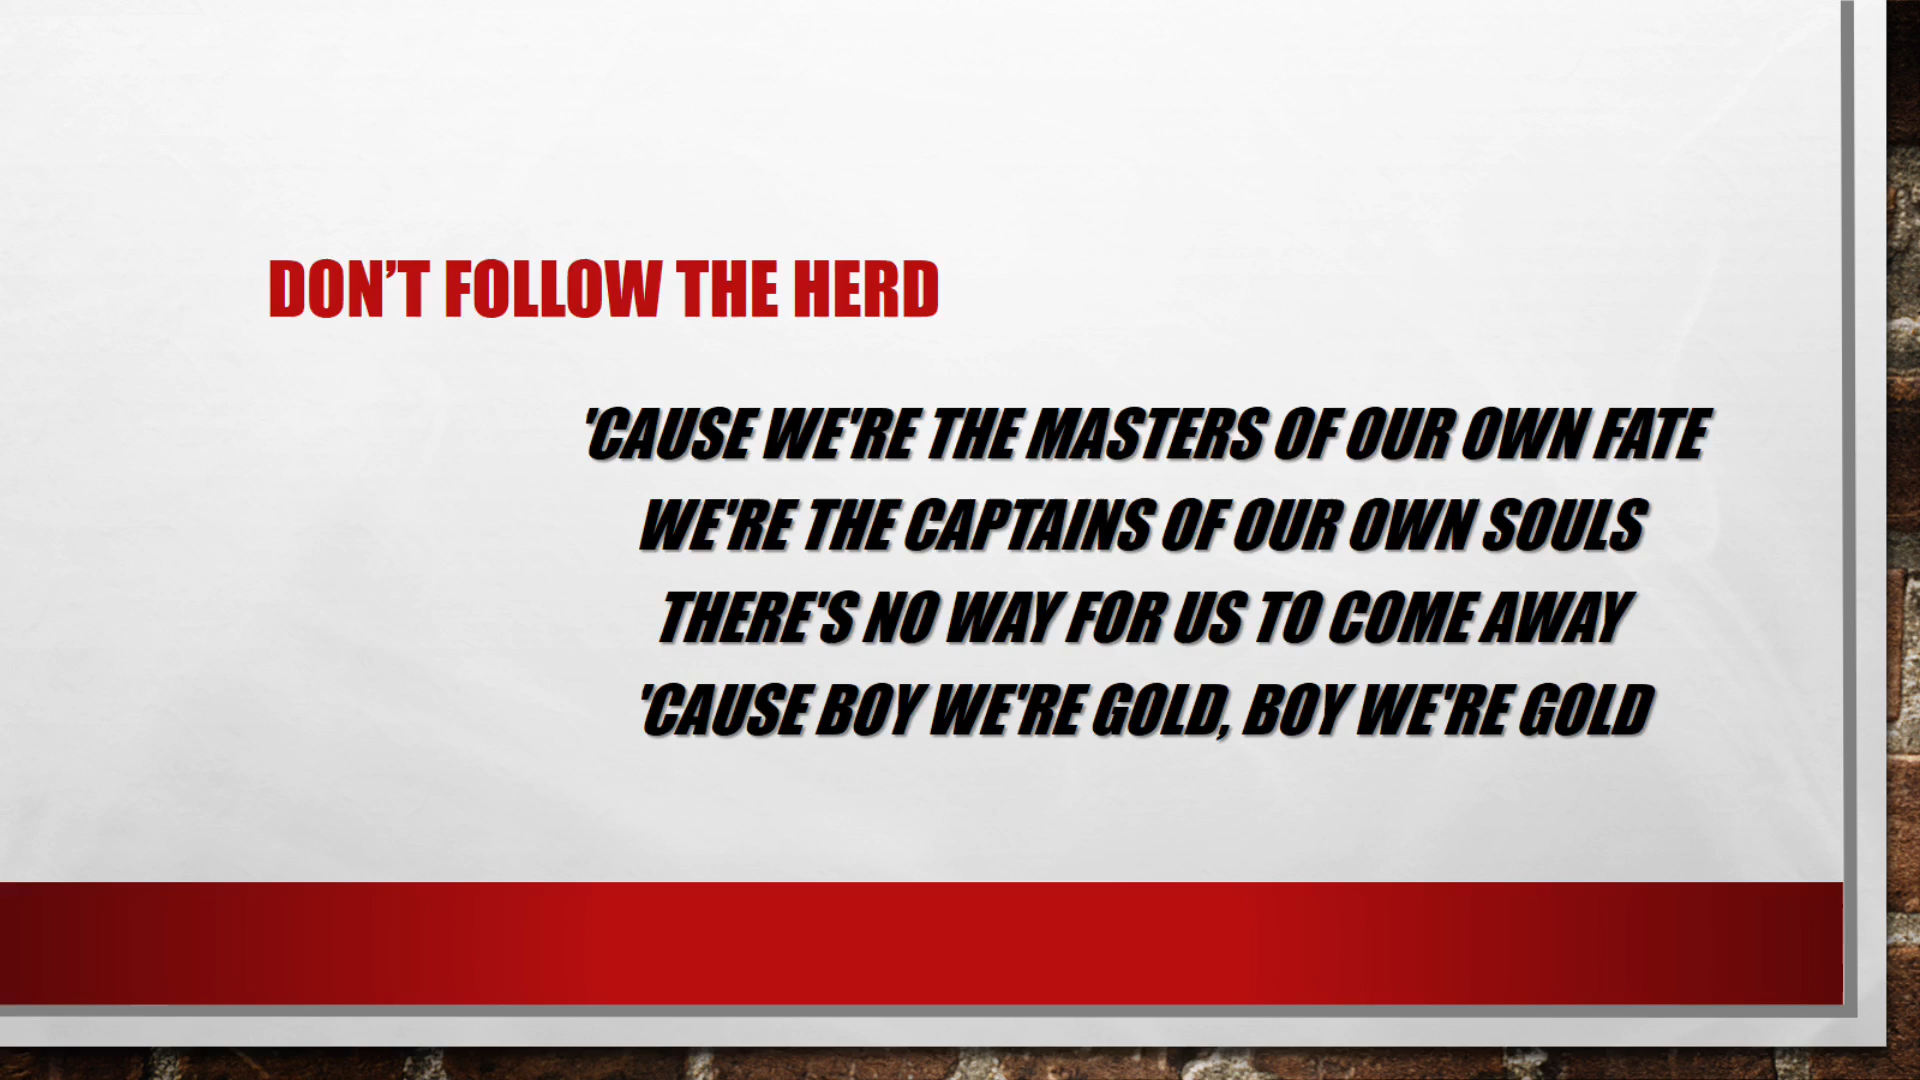 DON’T FOLLOW THE HERD
'CAUSE WE'RE THE MASTERS OF OUR OWN FATE
WE'RE THE CAPTAINS OF OUR OWN SOULS
THERE'S NO WAY FOR US TO COME AWAY
'CAUSE BOY WE'RE GOLD, BOY WE'RE GOLD